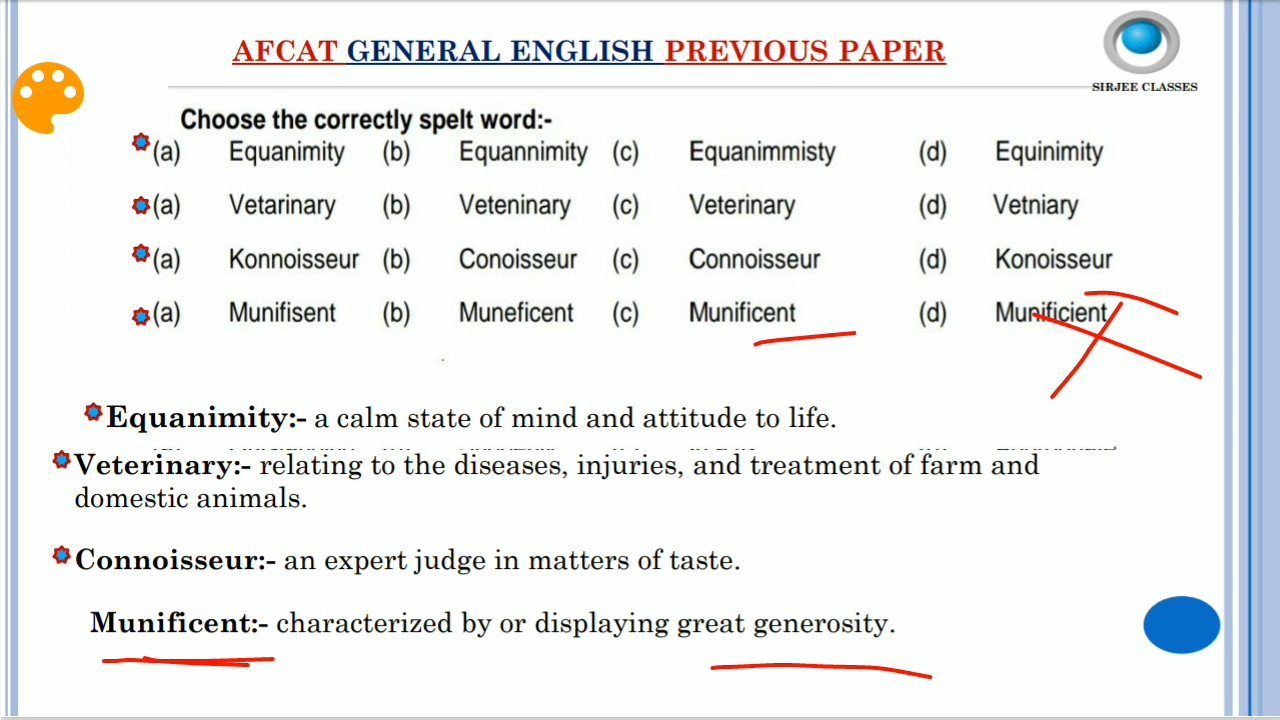 AFCAT GENERAL ENGLISH PREVIOUS PAPER
SIRJEE CLASSES
Choose the correctly spelt word:-
(a) Equanimity (b) Equannimity (c) Equanimmisty (d) Equinimity
(a) Vetarinary (b) Veteninary (c) Veterinary (d) Vetniary
(a) Konnoisseur (b) Conoisseur (c) Connoisseur (d) Konoisseur
(a) Munifisent (b) Muneficent (c) Munificent (d) Munificient
Equanimity:- a calm state of mind and attitude to life.
Veterinary:- relating to the diseases, injuries, and treatment of farm and
domestic animals.
Connoisseur:- an expert judge in matters of taste.
Munificent:- characterized by or displaying great generosity.